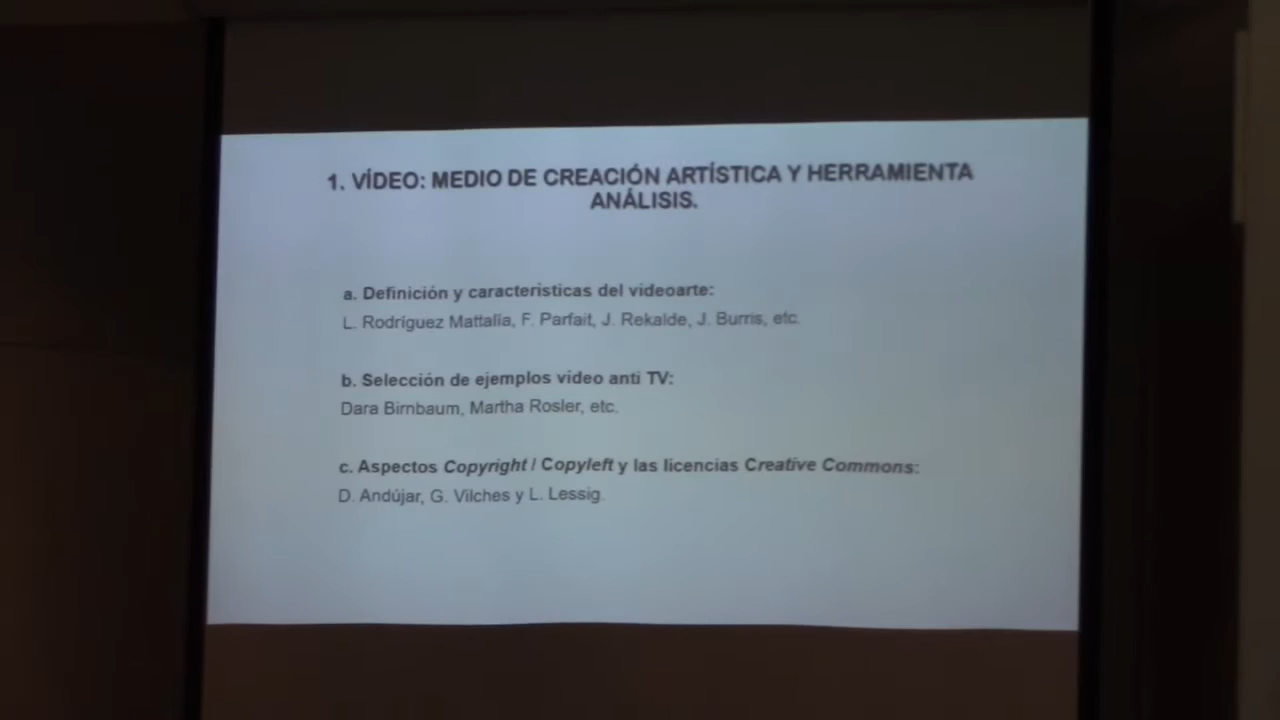 1. VÍDEO: MEDIO DE CREACIÓN ARTÍSTICA Y HERRAMIENTA
ANÁLISIS.
a. Definición y características del videoarte:
L. Rodríguez Mattalía, F. Parfait, J. Rekalde, J. Burris, etc.
b. Selección de ejemplos vídeo anti TV:
Dara Birnbaum, Martha Rosler, etc.
c. Aspectos Copyright / Copyleft y las licencias Creative Commons:
D. Andújar, G. Vilches y L. Lessig.